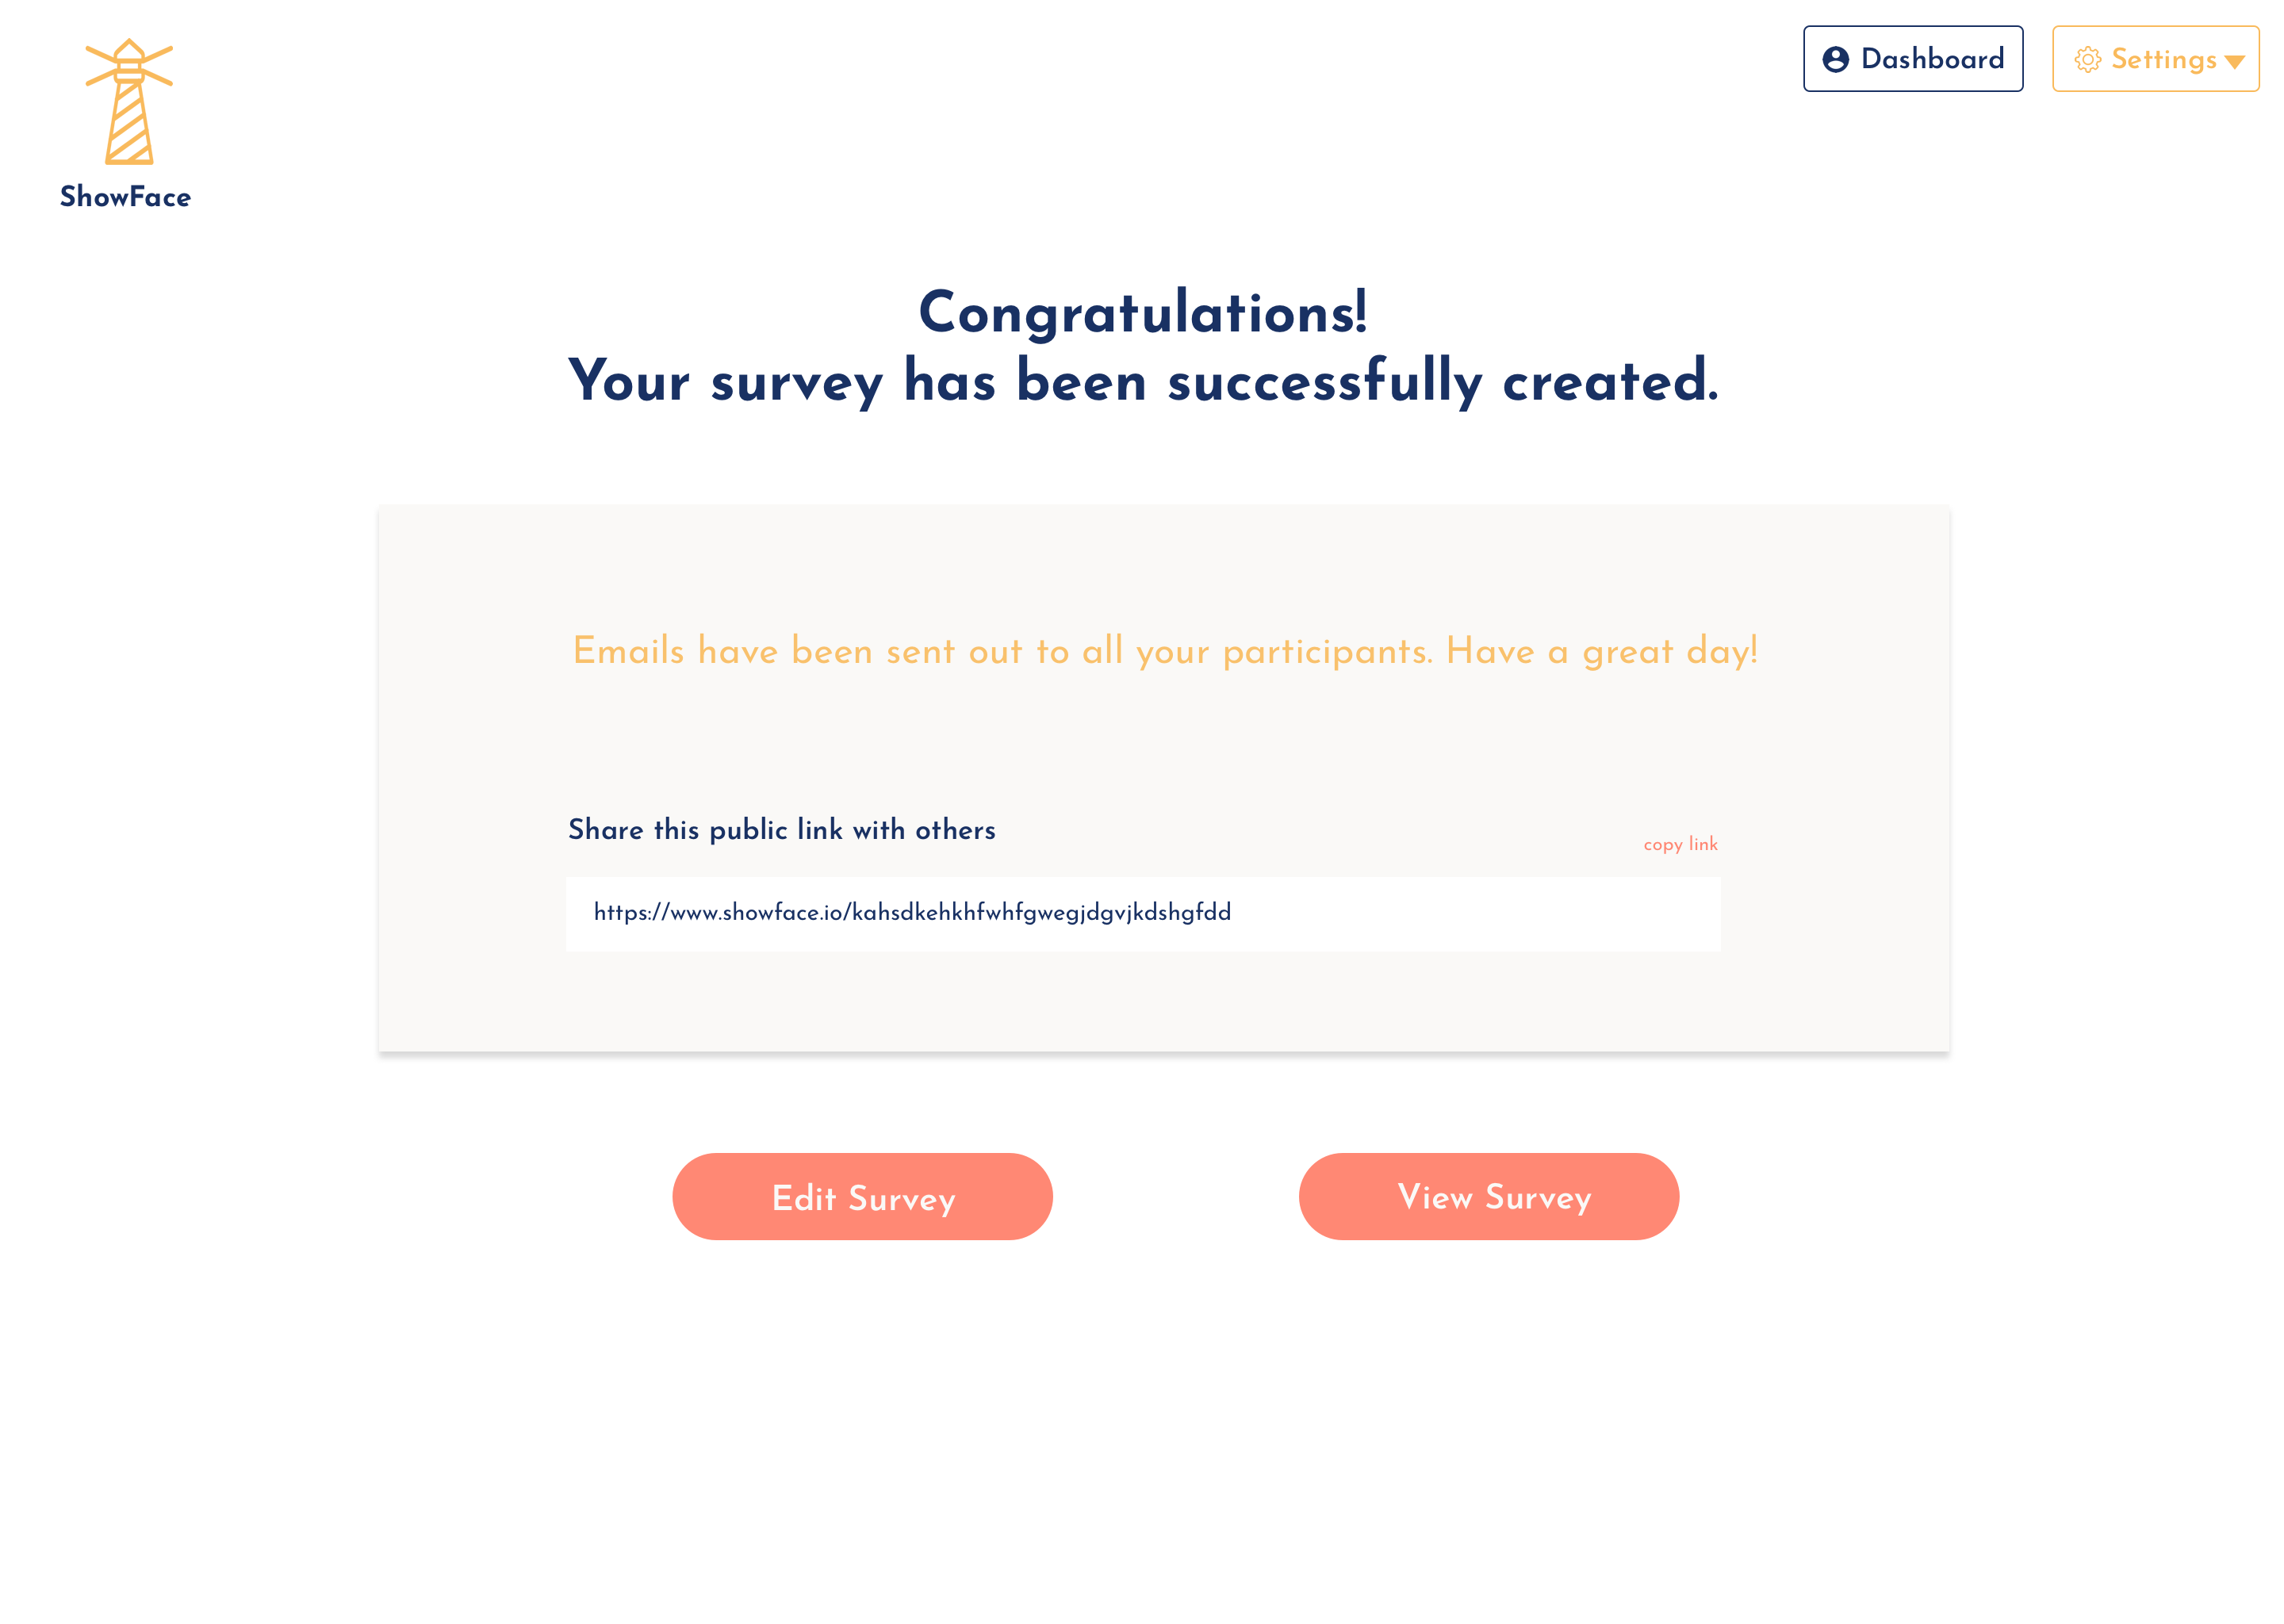 Dashboard
Settings
ShowFace
Congratulations!
Your survey has been successfully created.
Emails have been sent out to all your participants. Have a great day!
Share this public link with others
copy link
https://www.showface.io/kahsdkehkhfwhfgwegjdgvjkdshgfdd
Edit Survey
View Survey